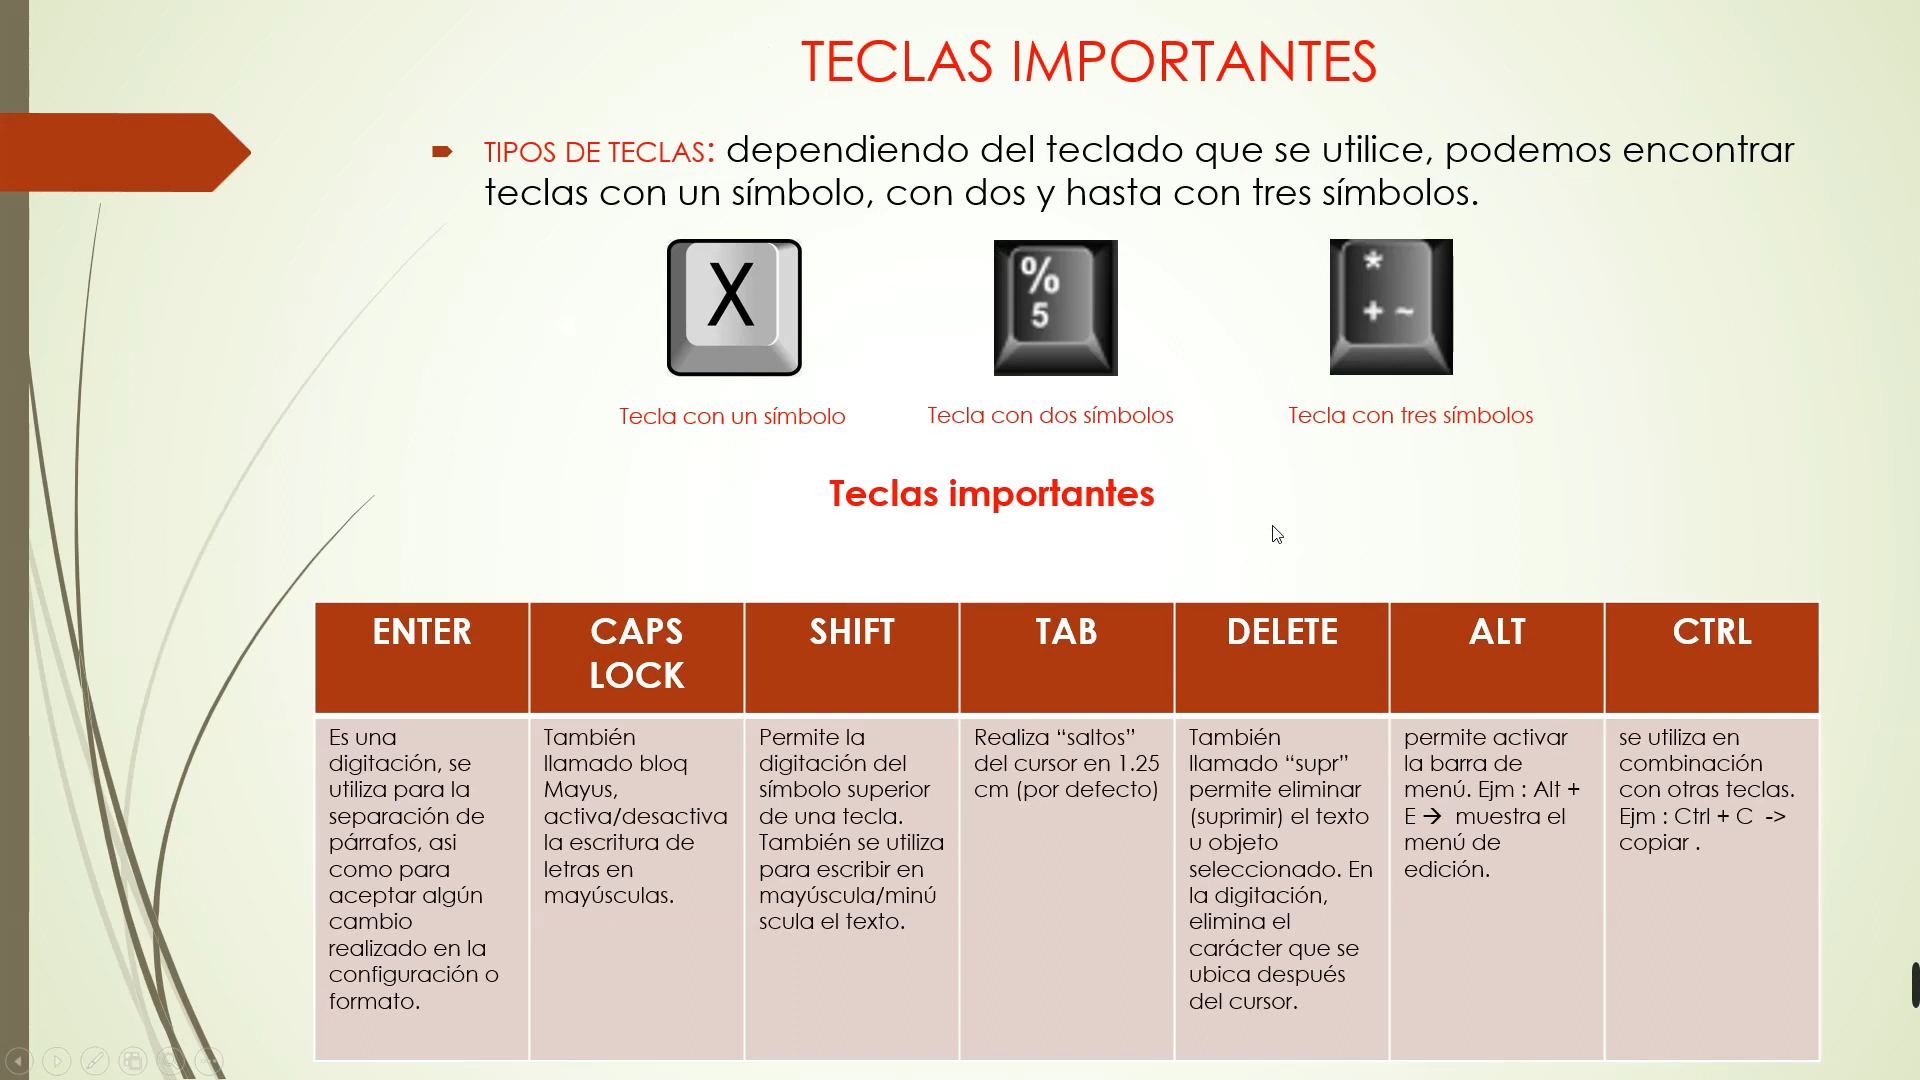 TECLAS IMPORTANTES
TIPOS DE TECLAS: dependiendo del teclado que se utilice, podemos encontrar
teclas con un símbolo, con dos y hasta con tres símbolos.
X
%
5
*
+ ~
Tecla con un símbolo
Tecla con dos símbolos
Tecla con tres símbolos
Teclas importantes
ENTER
CAPS
LOCK
SHIFT
TAB
DELETE
ALT
CTRL
Es una
digitación, se
utiliza para la
separación de
párrafos, asi
como para
aceptar algún
cambio
realizado en la
configuración o
formato.
También
llamado bloq
Mayus,
activa/desactiva
la escritura de
letras en
mayúsculas.
Permite la
digitación del
símbolo superior
de una tecla.
También se utiliza
para escribir en
mayúscula/minú
scula el texto.
Realiza “saltos”
del cursor en 1.25
cm (por defecto)
También
llamado “supr”
permite eliminar
(suprimir) el texto
u objeto
seleccionado. En
la digitación,
elimina el
carácter que se
ubica después
del cursor.
permite activar
la barra de
menú. Ejm : Alt +
E → muestra el
menú de
edición.
se utiliza en
combinación
con otras teclas.
Ejm : Ctrl + C ->
copiar .